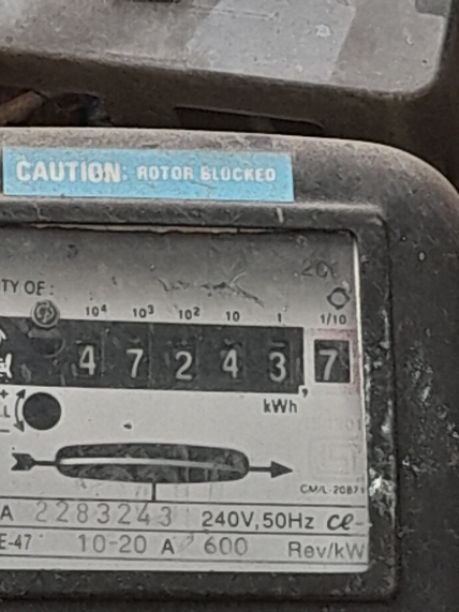 CAUTION: ROTOR BLOCKED
TY OF:
10⁴ 10³ 10² 10 1 1/10
4 7 2 4 3 , 7
kWh
CM/L-2087
A 2283243 240V, 50Hz ce
E-47 10-20 A 600 Rev/kW